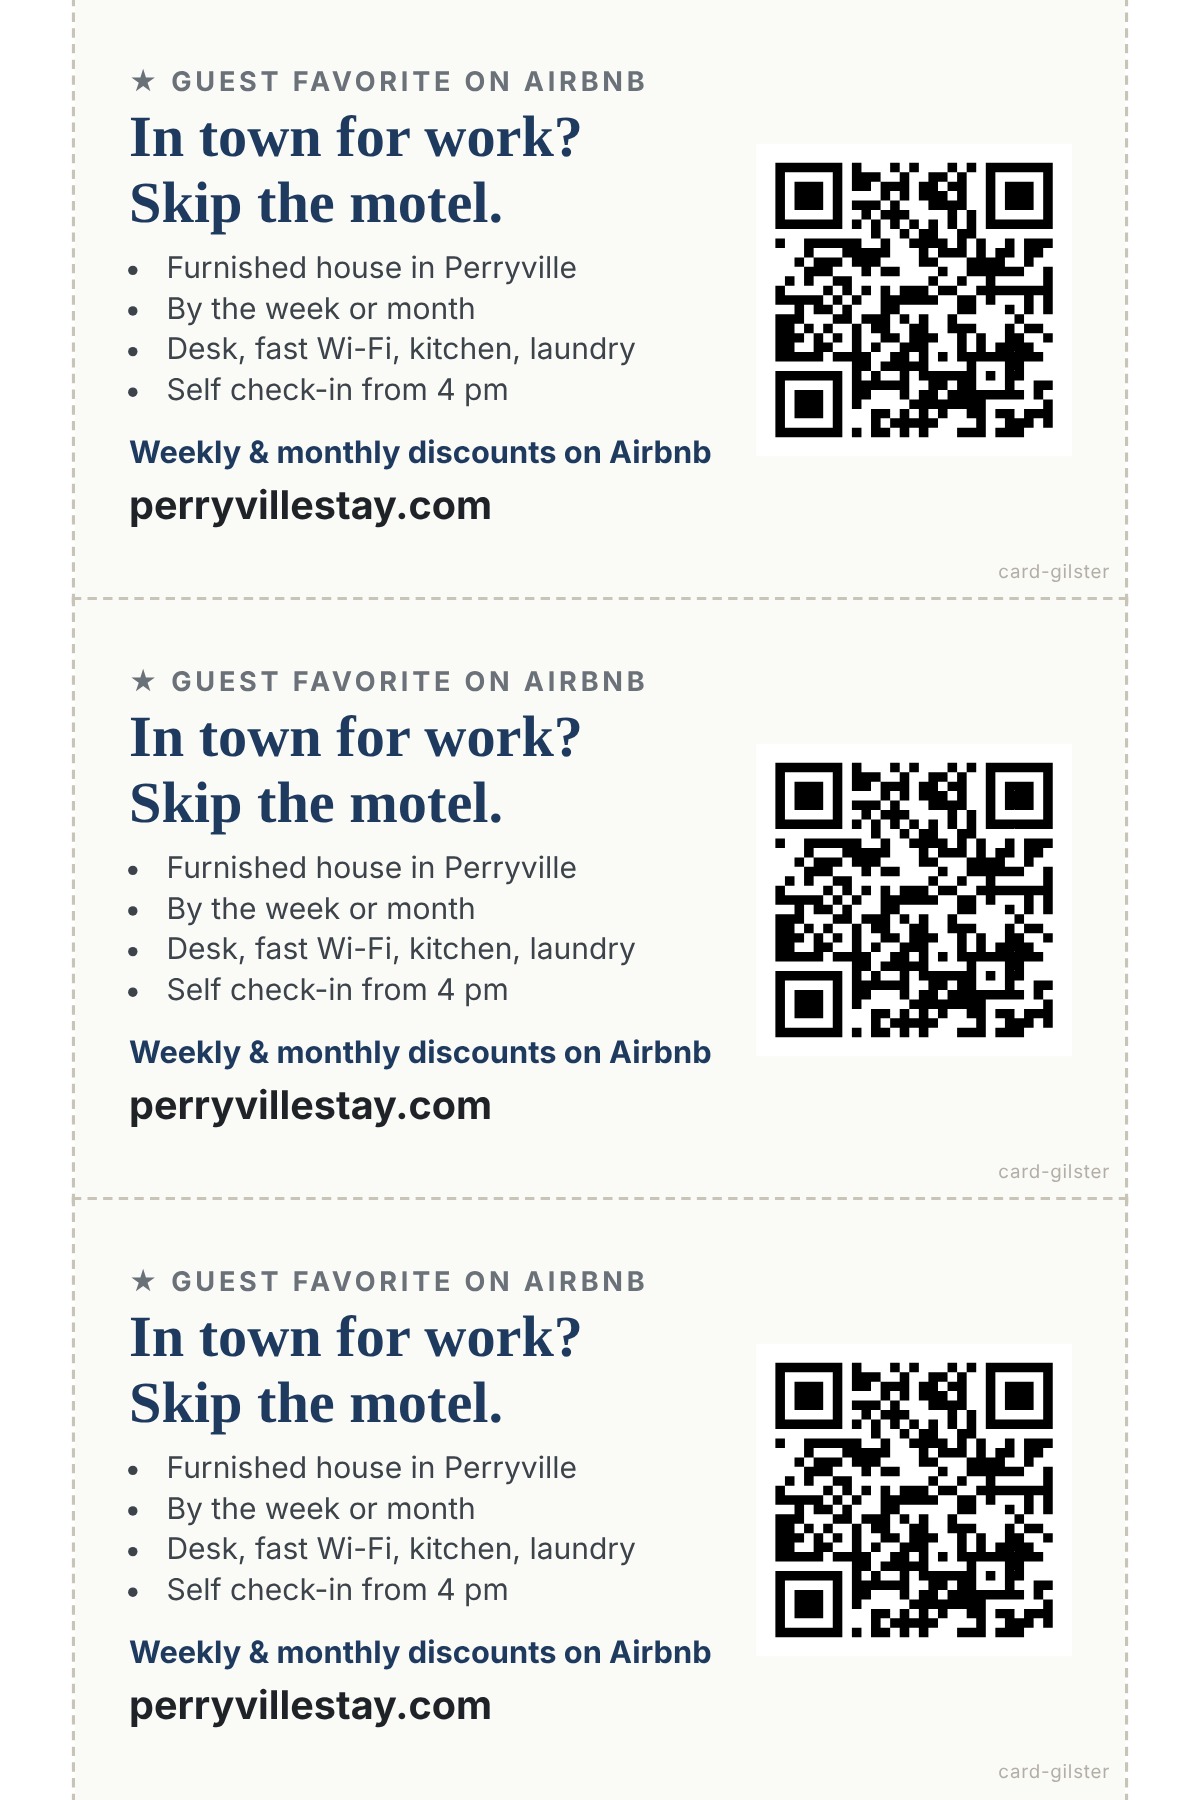 ★ GUEST FAVORITE ON AIRBNB
In town for work?
Skip the motel.
• Furnished house in Perryville
• By the week or month
• Desk, fast Wi-Fi, kitchen, laundry
• Self check-in from 4 pm
Weekly & monthly discounts on Airbnb
perryvillestay.com
card-gilster
★ GUEST FAVORITE ON AIRBNB
In town for work?
Skip the motel.
• Furnished house in Perryville
• By the week or month
• Desk, fast Wi-Fi, kitchen, laundry
• Self check-in from 4 pm
Weekly & monthly discounts on Airbnb
perryvillestay.com
card-gilster
★ GUEST FAVORITE ON AIRBNB
In town for work?
Skip the motel.
• Furnished house in Perryville
• By the week or month
• Desk, fast Wi-Fi, kitchen, laundry
• Self check-in from 4 pm
Weekly & monthly discounts on Airbnb
perryvillestay.com
card-gilster